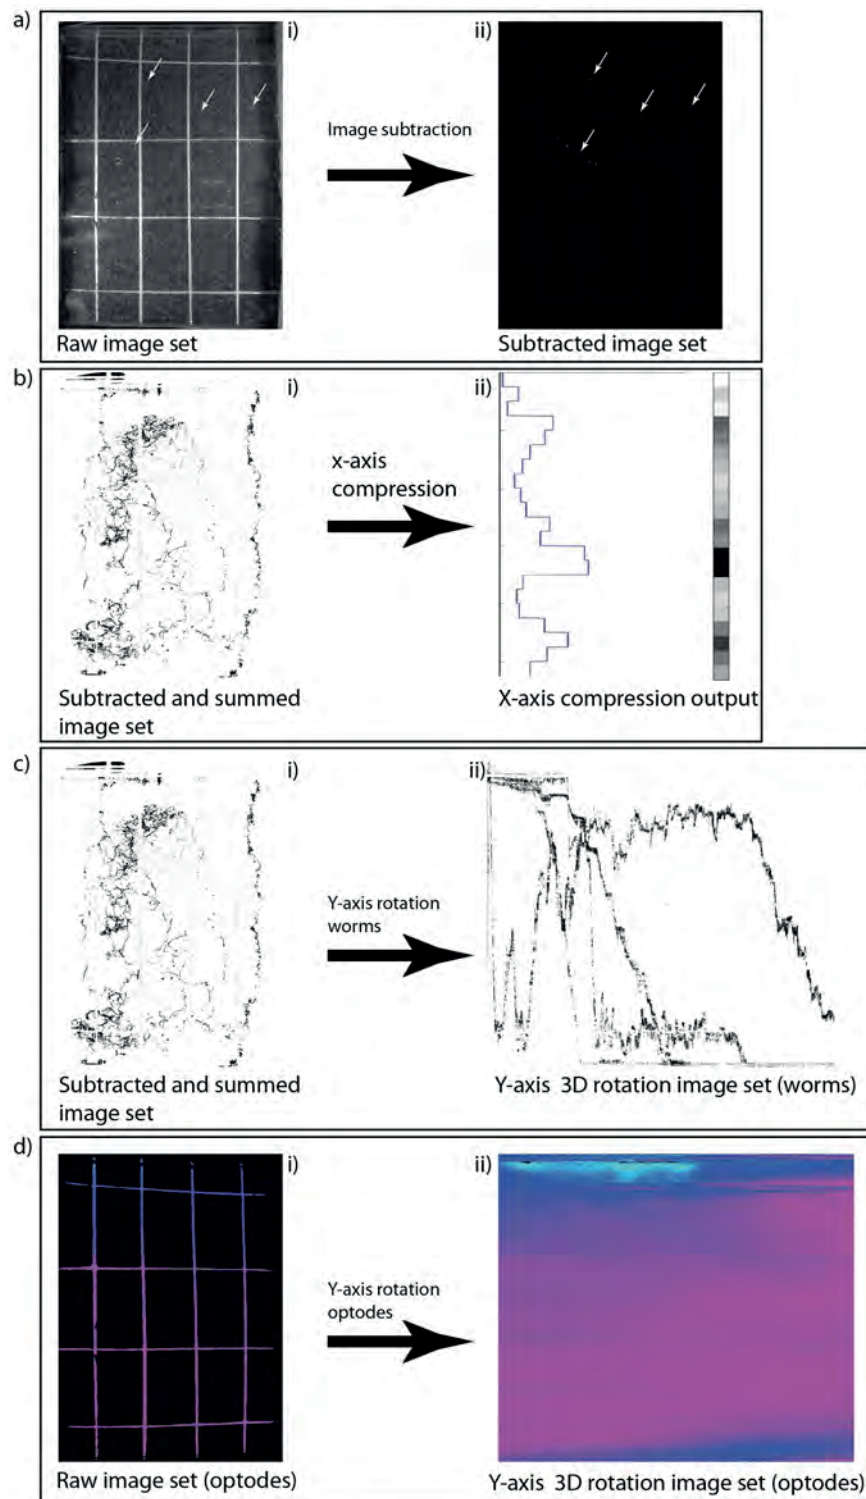 a)
i)
ii)
Image subtraction
Raw image set
Subtracted image set
b)
i)
ii)
x-axis
compression
Subtracted and summed
image set
X-axis compression output
c)
i)
ii)
Y-axis rotation
worms
Subtracted and summed
image set
Y-axis 3D rotation image set (worms)
d)
i)
ii)
Y-axis rotation
optodes
Raw image set (optodes)
Y-axis 3D rotation image set (optodes)